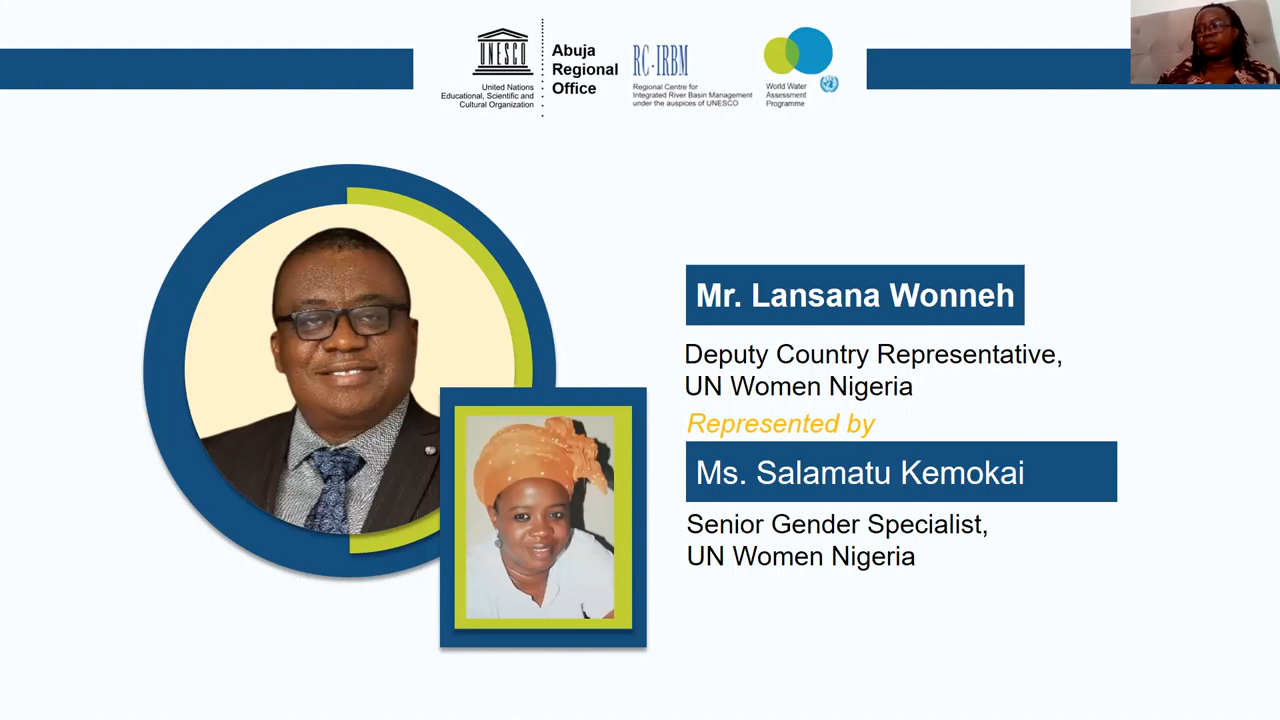 UNESCO
United Nations
Educational, Scientific and
Cultural Organization
Abuja
Regional
Office
RC-IRBM
Regional Centre for
Integrated River Basin Management
under the auspices of UNESCO
World Water
Assessment
Programme
Mr. Lansana Wonneh
Deputy Country Representative,
UN Women Nigeria
Represented by
Ms. Salamatu Kemokai
Senior Gender Specialist,
UN Women Nigeria